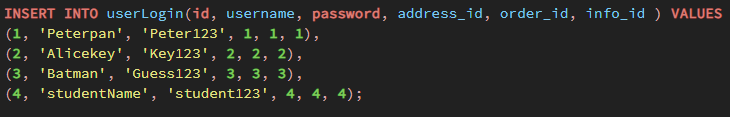 INSERT INTO userLogin(id, username, password, address_id, order_id, info_id ) VALUES
(1, 'Peterpan', 'Peter123', 1, 1, 1),
(2, 'Alicekey', 'Key123', 2, 2, 2),
(3, 'Batman', 'Guess123', 3, 3, 3),
(4, 'studentName', 'student123', 4, 4, 4);